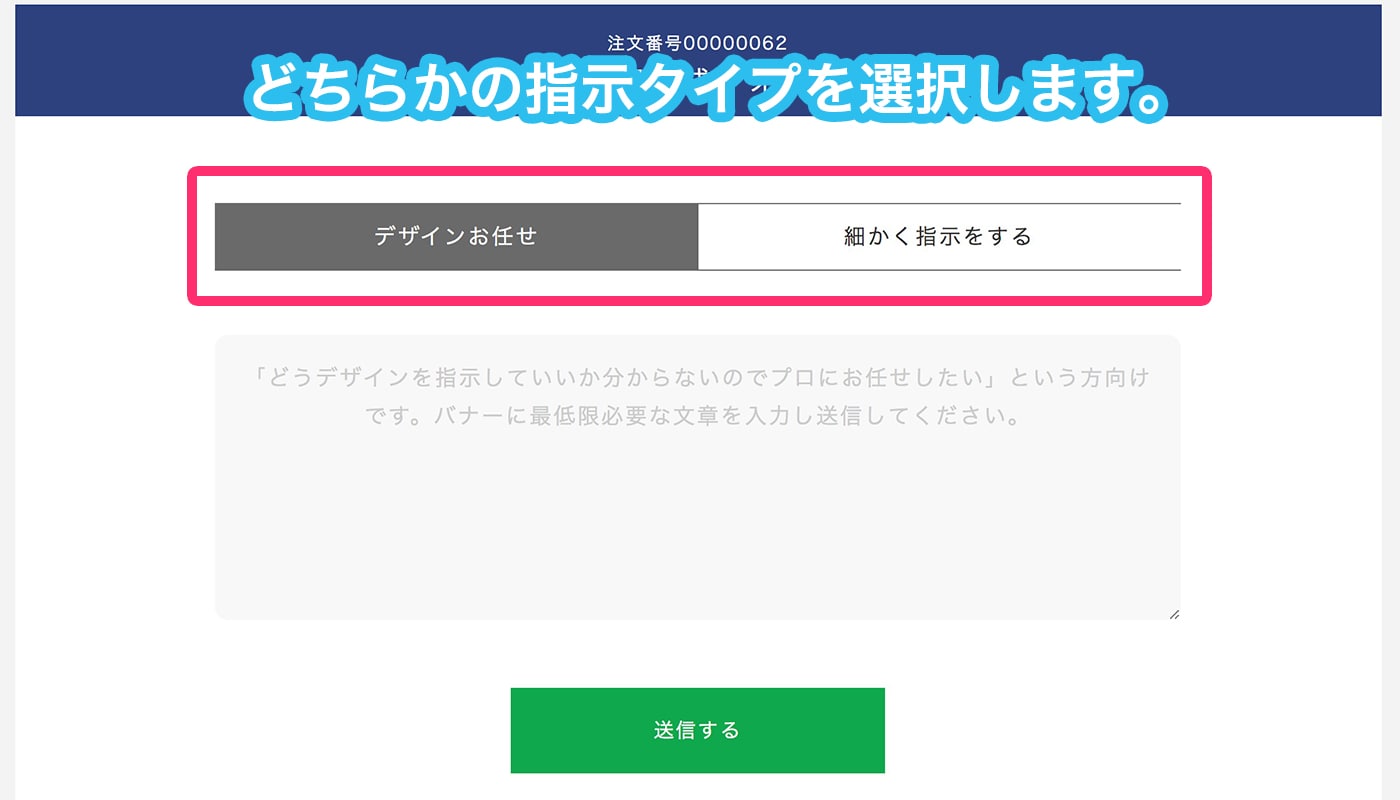 注文番号00000062
どちらかの指示タイプを選択します。
デザインお任せ
細かく指示をする
「どうデザインを指示していいか分からないのでプロにお任せしたい」という方向け
です。バナーに最低限必要な文章を入力し送信してください。
送信する